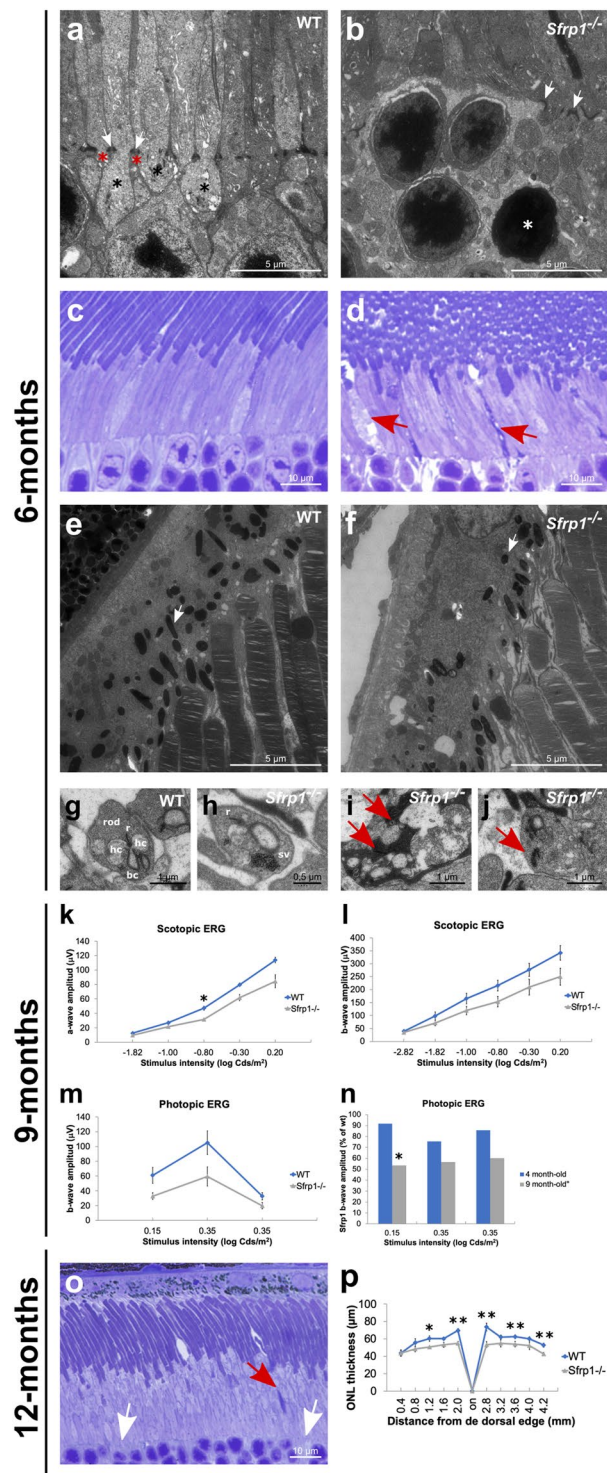 6-months
a
WT
5 µm
b
Sfrp1-/-
5 µm
c
10 µm
d
10 µm
e
WT
5 µm
f
Sfrp1-/-
5 µm
g
WT
rod
r
hc
hc
bc
1 µm
h
Sfrp1-/-
r
sv
0,5 µm
i
Sfrp1-/-
1 µm
j
Sfrp1-/-
1 µm
9-months
k
Scotopic ERG
a-wave amplitud (µV)
120
100
80
60
40
20
0
*
WT
Sfrp1-/-
-1.82 -1.00 -0.80 -0.30 0.20
Stimulus intensity (log Cds/m²)
l
Scotopic ERG
b-wave amplitud (µV)
400
350
300
250
200
150
100
50
0
WT
Sfrp1-/-
-2.82 -1.82 -1.00 -0.80 -0.30 0.20
Stimulus intensity (log Cds/m²)
m
Photopic ERG
b-wave amplitud (µV)
140
120
100
80
60
40
20
0
WT
Sfrp1-/-
0.15 0.35 0.35
Stimulus intensity (log Cds/m²)
n
Photopic ERG
Sfrp1 b-wave amplitud (% of wt)
100
90
80
70
60
50
40
30
20
10
0
*
4 month-old
9 month-old*
0.15 0.35 0.35
Stimulus intensity (log Cds/m²)
12-months
o
10 µm
p
ONL thickness (µm)
100
80
60
40
20
0
* ** ** ** **
WT
Sfrp1-/-
0.4 0.8 1.2 1.6 2.0 on 2.8 3.2 3.6 4.0 4.2
Distance from de dorsal edge (mm)